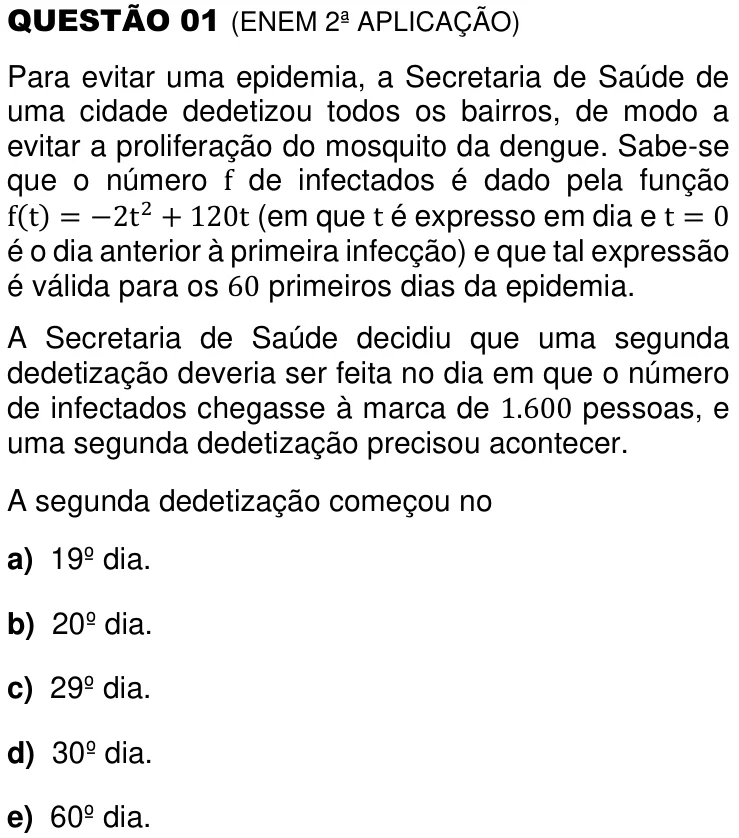 QUESTÃO 01 (ENEM 2ª APLICAÇÃO)
Para evitar uma epidemia, a Secretaria de Saúde de
uma cidade dedetizou todos os bairros, de modo a
evitar a proliferação do mosquito da dengue. Sabe-se
que o número f de infectados é dado pela função
f(t) = −2t² + 120t (em que t é expresso em dia e t = 0
é o dia anterior à primeira infecção) e que tal expressão
é válida para os 60 primeiros dias da epidemia.
A Secretaria de Saúde decidiu que uma segunda
dedetização deveria ser feita no dia em que o número
de infectados chegasse à marca de 1.600 pessoas, e
uma segunda dedetização precisou acontecer.
A segunda dedetização começou no
a) 19º dia.
b) 20º dia.
c) 29º dia.
d) 30º dia.
e) 60º dia.